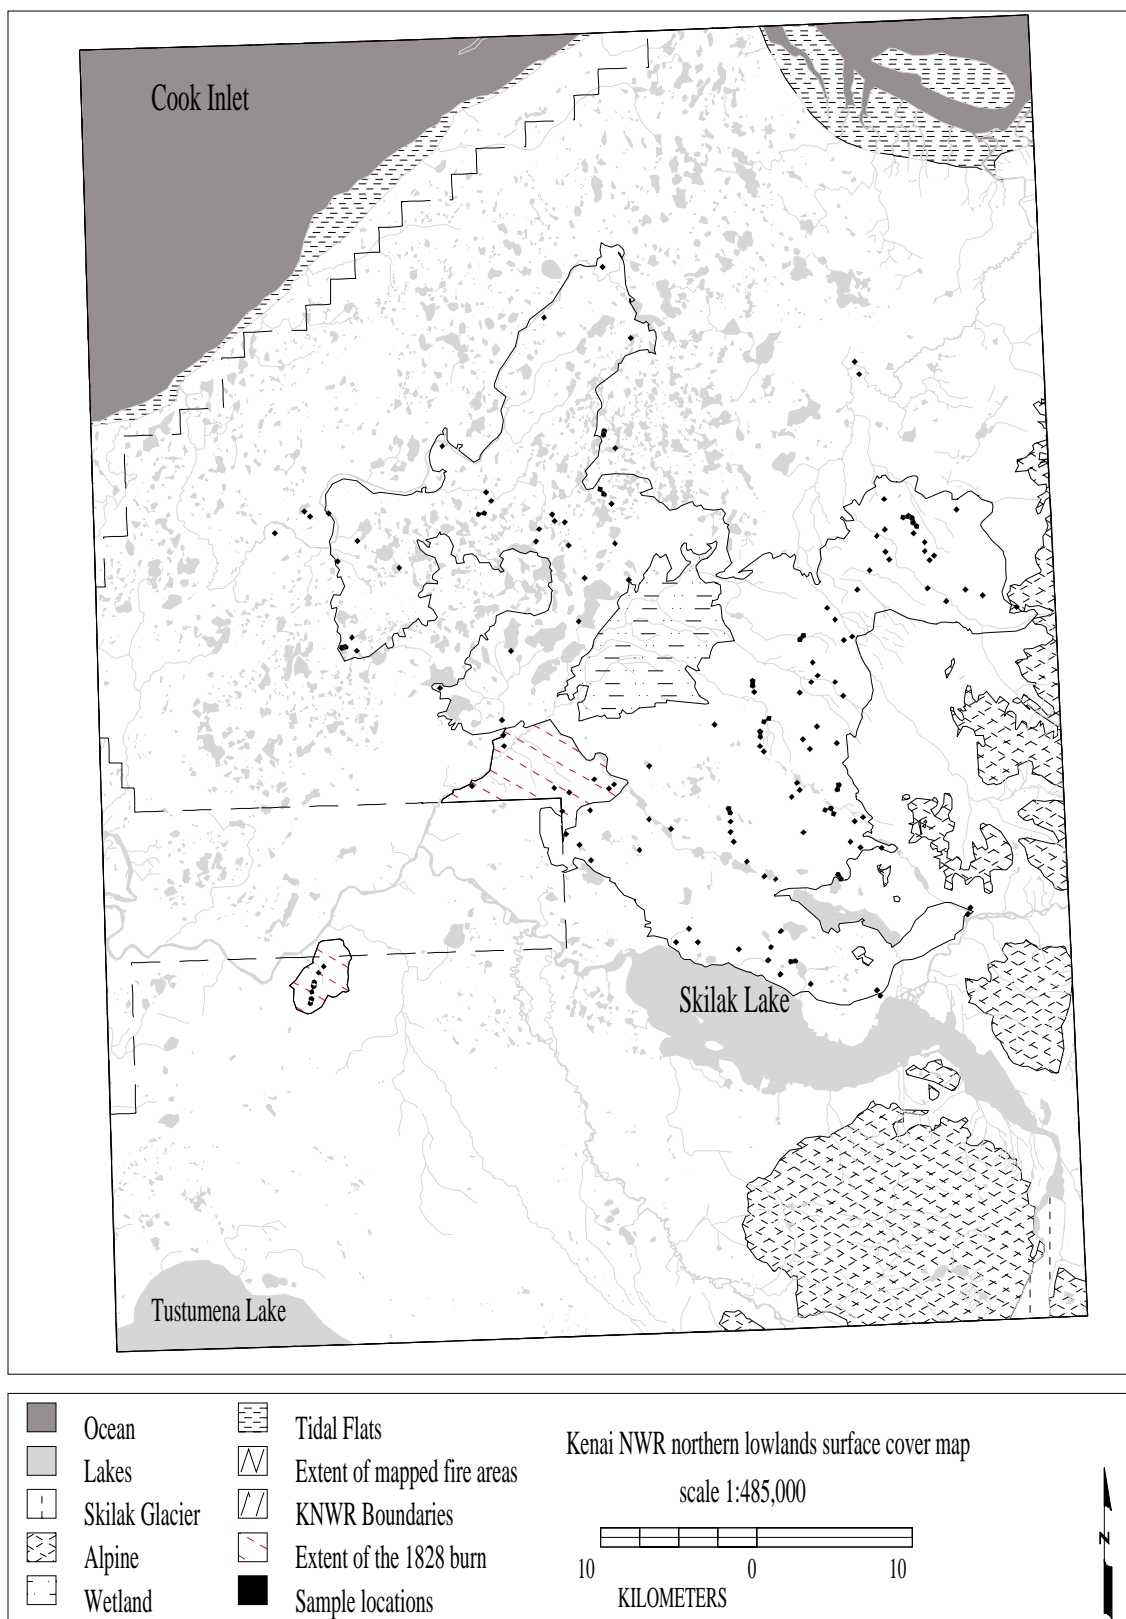 Cook Inlet
Skilak Lake
Tustumena Lake
Ocean
Lakes
Skilak Glacier
Alpine
Wetland
Tidal Flats
Extent of mapped fire areas
KNWR Boundaries
Extent of the 1828 burn
Sample locations
Kenai NWR northern lowlands surface cover map
scale 1:485,000
10 0 10
KILOMETERS
N